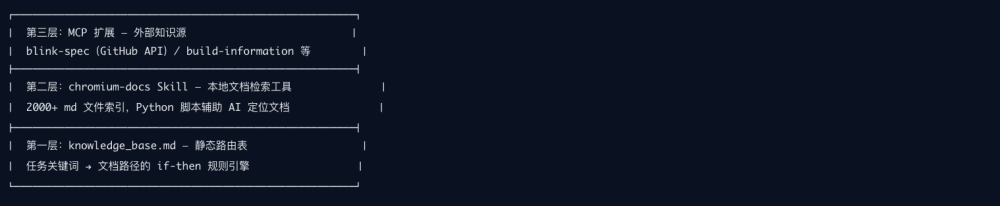 第三层：MCP 扩展 — 外部知识源
blink-spec（GitHub API）/ build-information 等
第二层：chromium-docs Skill — 本地文档检索工具
2000+ md 文件索引，Python 脚本辅助 AI 定位文档
第一层：knowledge_base.md — 静态路由表
任务关键词 → 文档路径的 if-then 规则引擎